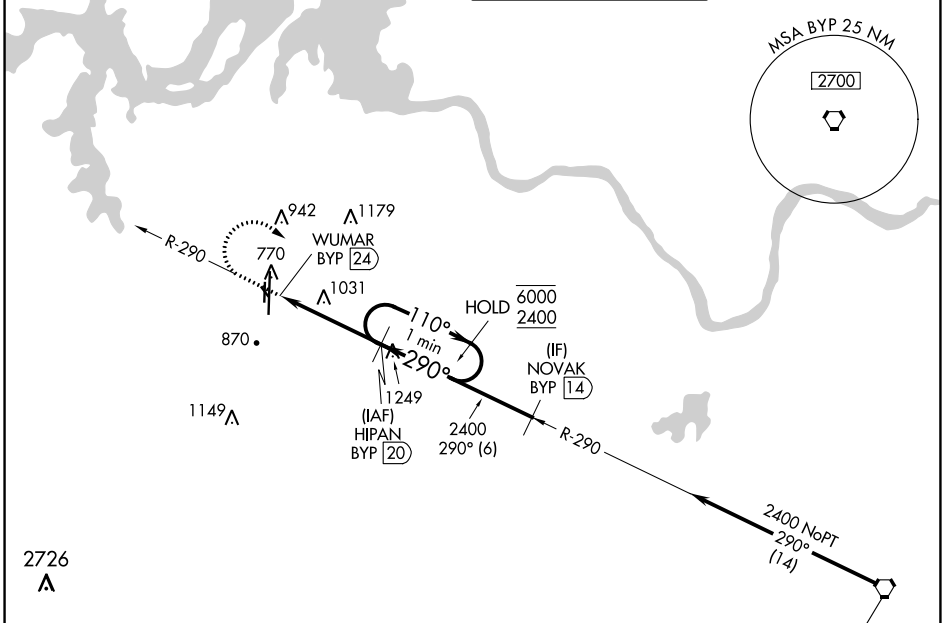 MSA BYP 25 NM
2700
942
1179
R-290
770
WUMAR
BYP 24
1031
870
HOLD
6000
2400
110°
1 min
290°
(IF)
NOVAK
BYP 14
1249
1149
(IAF)
HIPAN
BYP 20
2400
290° (6)
R-290
2400 NoPT
290°
(14)
2726